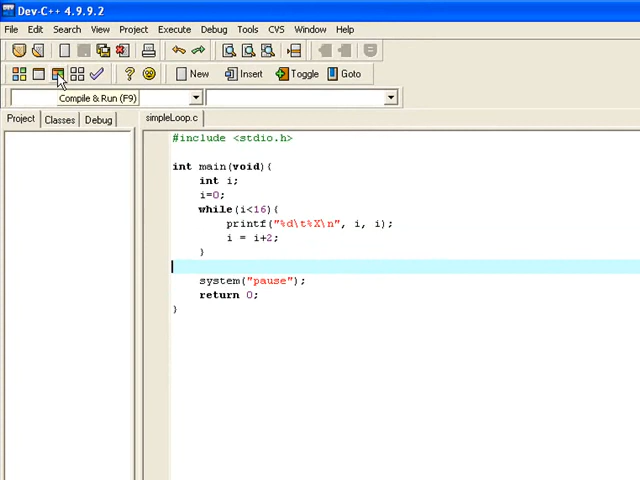 Dev-C++ 4.9.9.2
File Edit Search View Project Execute Debug Tools CVS Window Help
New Insert Toggle Goto
Compile & Run (F9)
Project Classes Debug
simpleLoop.c
#include <stdio.h>
int main(void){
int i;
i=0;
while(i<16){
printf("%d\t%X\n", i, i);
i = i+2;
}
system("pause");
return 0;
}